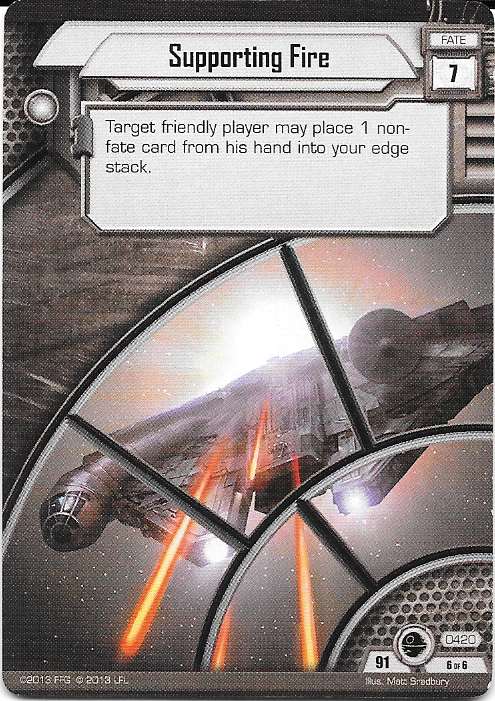 Supporting Fire
FATE
7
Target friendly player may place 1 non-
fate card from his hand into your edge
stack.
0420
91
6 OF 6
©2013 FFG © 2013 LFL
Illus. Matt Bradbury